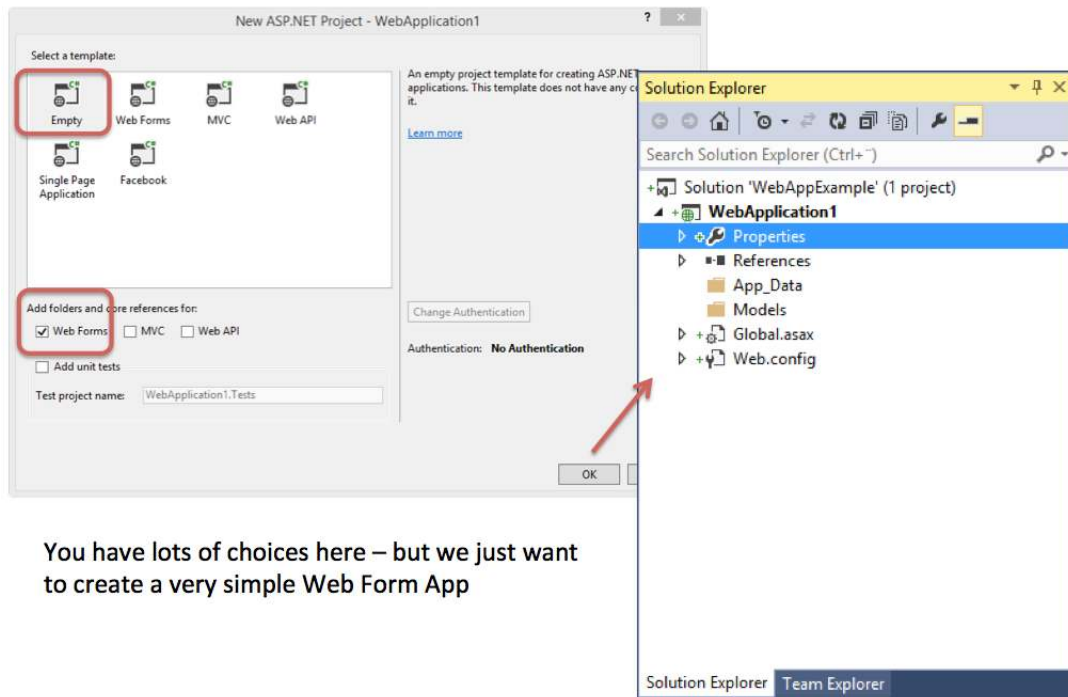 New ASP.NET Project - WebApplication1
?
Select a template:
Empty
Web Forms
MVC
Web API
Single Page
Application
Facebook
An empty project template for creating ASP.NET
applications. This template does not have any
it.
Learn more
Add folders and core references for:
Web Forms
MVC
Web API
Add unit tests
Test project name:
WebApplication1.Tests
Change Authentication
Authentication: No Authentication
OK
Solution Explorer
Search Solution Explorer (Ctrl+¨)
Solution 'WebAppExample' (1 project)
WebApplication1
Properties
References
App_Data
Models
Global.asax
Web.config
Solution Explorer
Team Explorer
You have lots of choices here – but we just want
to create a very simple Web Form App